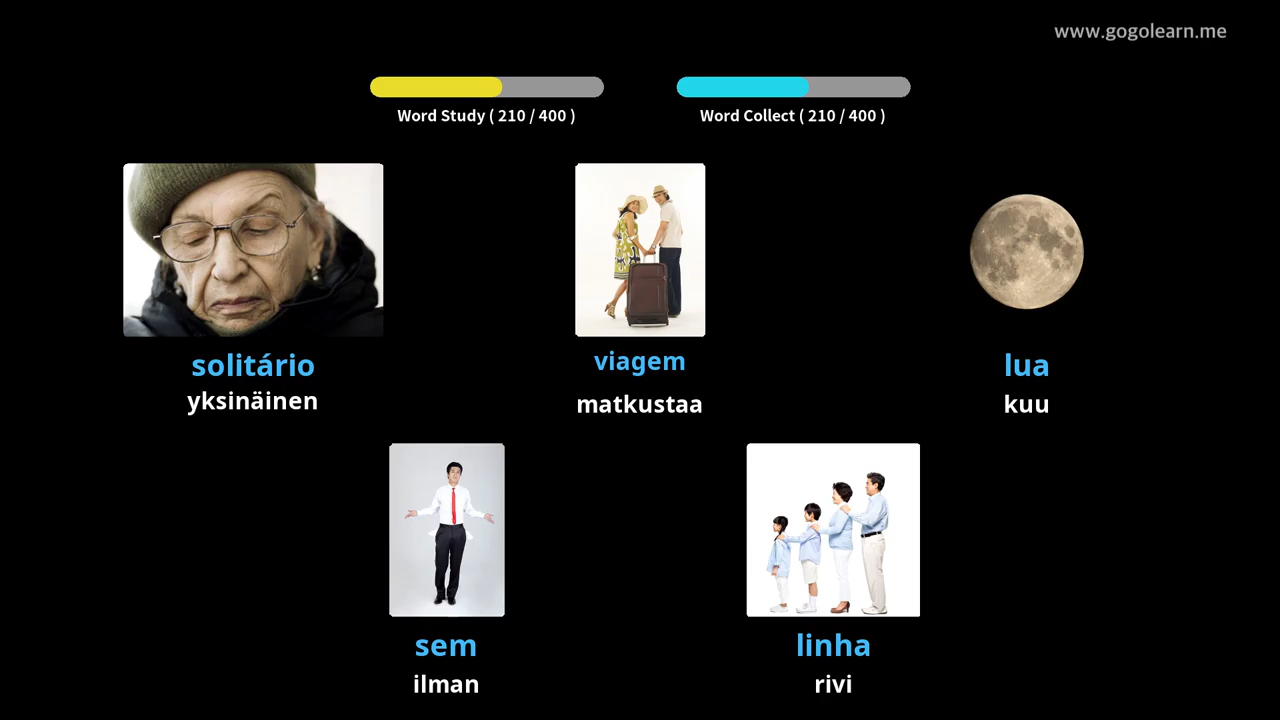 www.gogolearn.me
Word Study ( 210 / 400 )
Word Collect ( 210 / 400 )
solitário
yksinäinen
viagem
matkustaa
lua
kuu
sem
ilman
linha
rivi